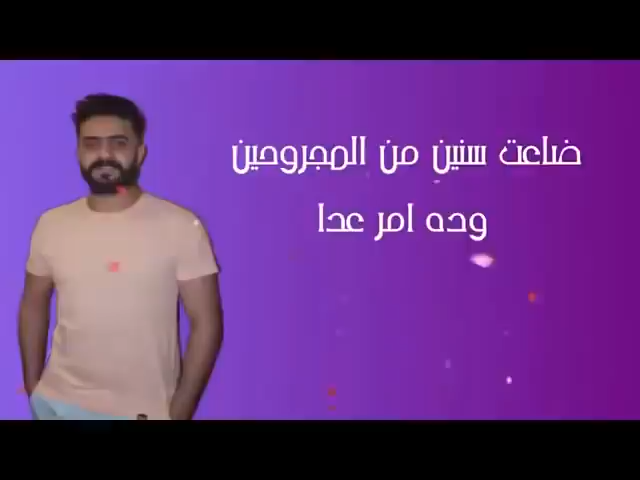 ضاعت سنين من المجروحين
وده امر عدا